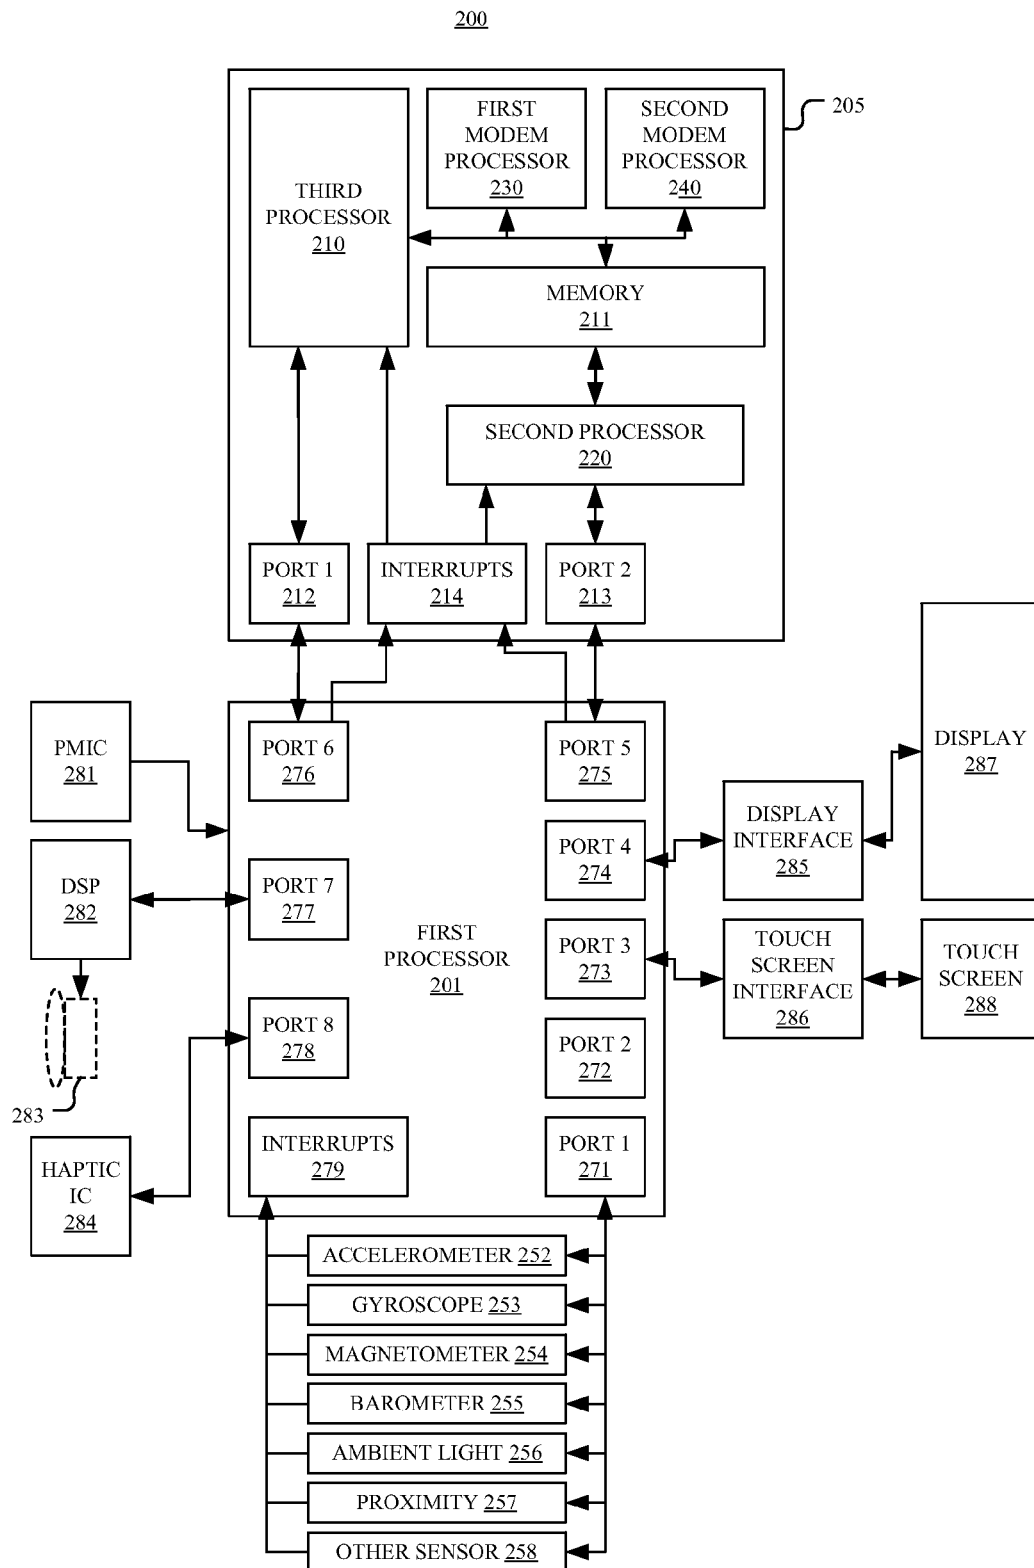 200
205
THIRD
PROCESSOR
210
FIRST
MODEM
PROCESSOR
230
SECOND
MODEM
PROCESSOR
240
MEMORY
211
SECOND PROCESSOR
220
PORT 1
212
INTERRUPTS
214
PORT 2
213
PMIC
281
DSP
282
283
HAPTIC
IC
284
PORT 6
276
PORT 7
277
PORT 8
278
INTERRUPTS
279
FIRST
PROCESSOR
201
PORT 5
275
PORT 4
274
PORT 3
273
PORT 2
272
PORT 1
271
DISPLAY
INTERFACE
285
TOUCH
SCREEN
INTERFACE
286
DISPLAY
287
TOUCH
SCREEN
288
ACCELEROMETER 252
GYROSCOPE 253
MAGNETOMETER 254
BAROMETER 255
AMBIENT LIGHT 256
PROXIMITY 257
OTHER SENSOR 258